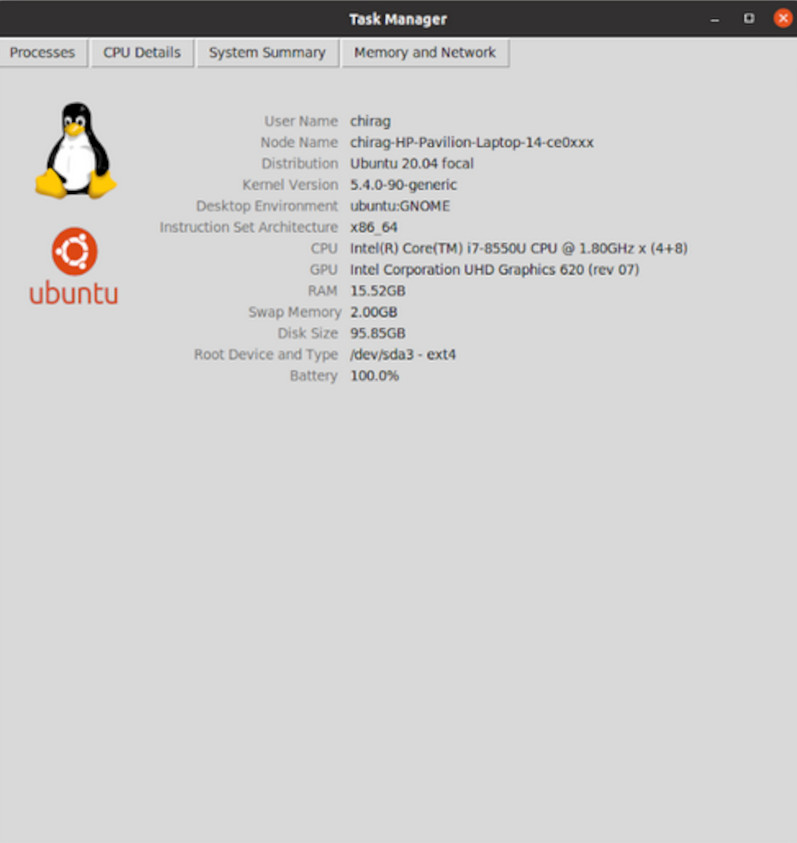 Task Manager
Processes CPU Details System Summary Memory and Network
User Name chirag
Node Name chirag-HP-Pavilion-Laptop-14-ce0xxx
Distribution Ubuntu 20.04 focal
Kernel Version 5.4.0-90-generic
Desktop Environment ubuntu:GNOME
Instruction Set Architecture x86_64
CPU Intel(R) Core(TM) i7-8550U CPU @ 1.80GHz x (4+8)
GPU Intel Corporation UHD Graphics 620 (rev 07)
RAM 15.52GB
Swap Memory 2.00GB
Disk Size 95.85GB
Root Device and Type /dev/sda3 - ext4
Battery 100.0%
ubuntu